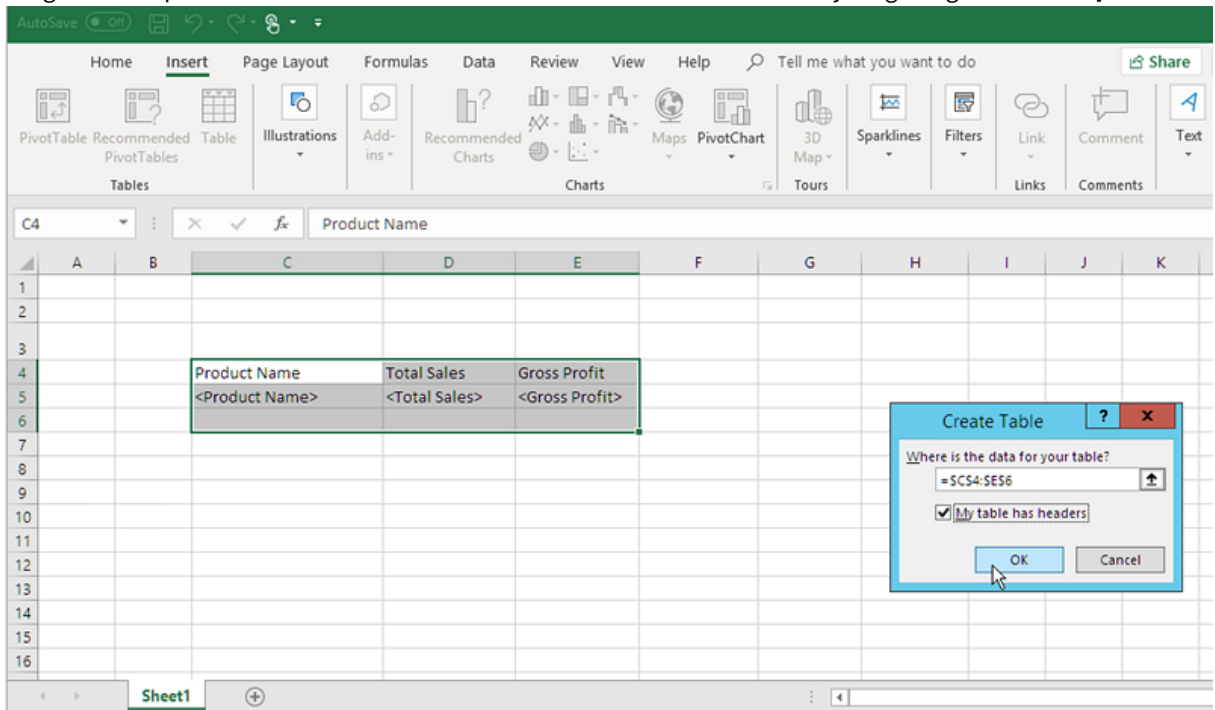 AutoSave Off
Home Insert Page Layout Formulas Data Review View Help Tell me what you want to do Share
PivotTable Recommended PivotTables Table Illustrations Add-ins Recommended Charts Maps PivotChart 3D Map Sparklines Filters Link Comment Text
Tables Charts Tours Links Comments
C4 fx Product Name
A B C D E F G H I J K
1
2
3
4 Product Name Total Sales Gross Profit
5 <Product Name> <Total Sales> <Gross Profit>
6
7
8
9
10
11
12
13
14
15
16
Create Table ? x
Where is the data for your table?
=$C$4:$E$6
My table has headers
OK Cancel
Sheet1